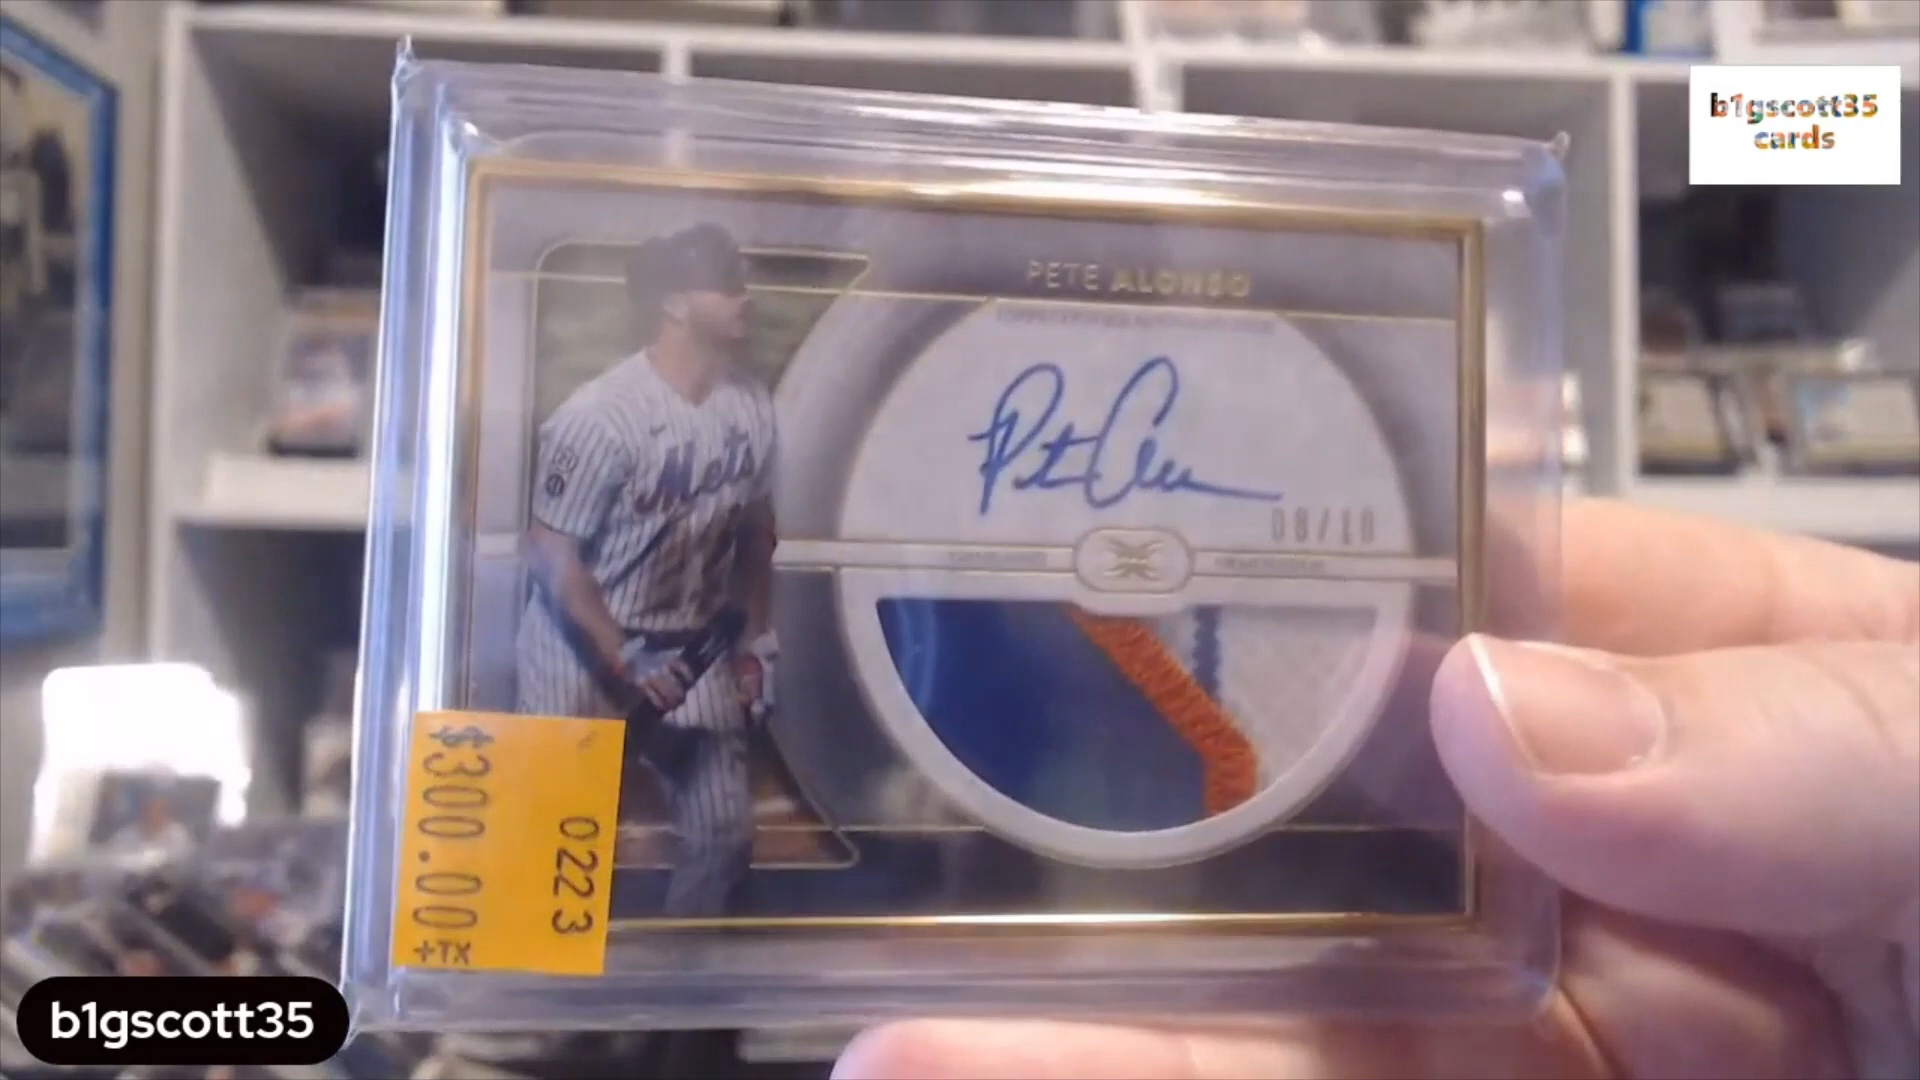 b1gscott35
cards
PETE ALONSO
Mets
08/10
$300.00
+TX
0223
b1gscott35